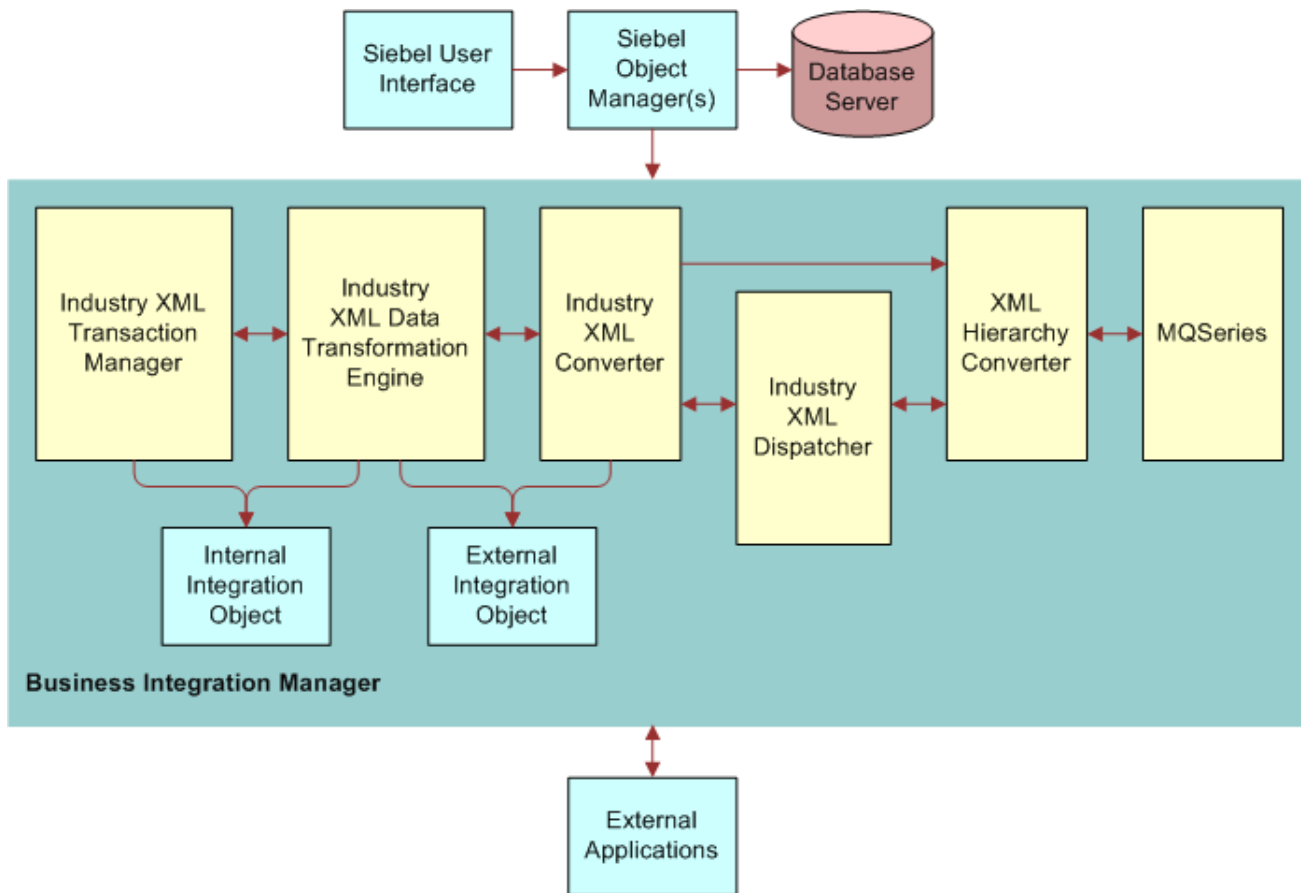 Siebel User
Interface
Siebel
Object
Manager(s)
Database
Server
Industry XML
Transaction
Manager
Industry
XML Data
Transformation
Engine
Industry
XML
Converter
Industry
XML
Dispatcher
XML
Hierarchy
Converter
MQSeries
Internal
Integration
Object
External
Integration
Object
Business Integration Manager
External
Applications